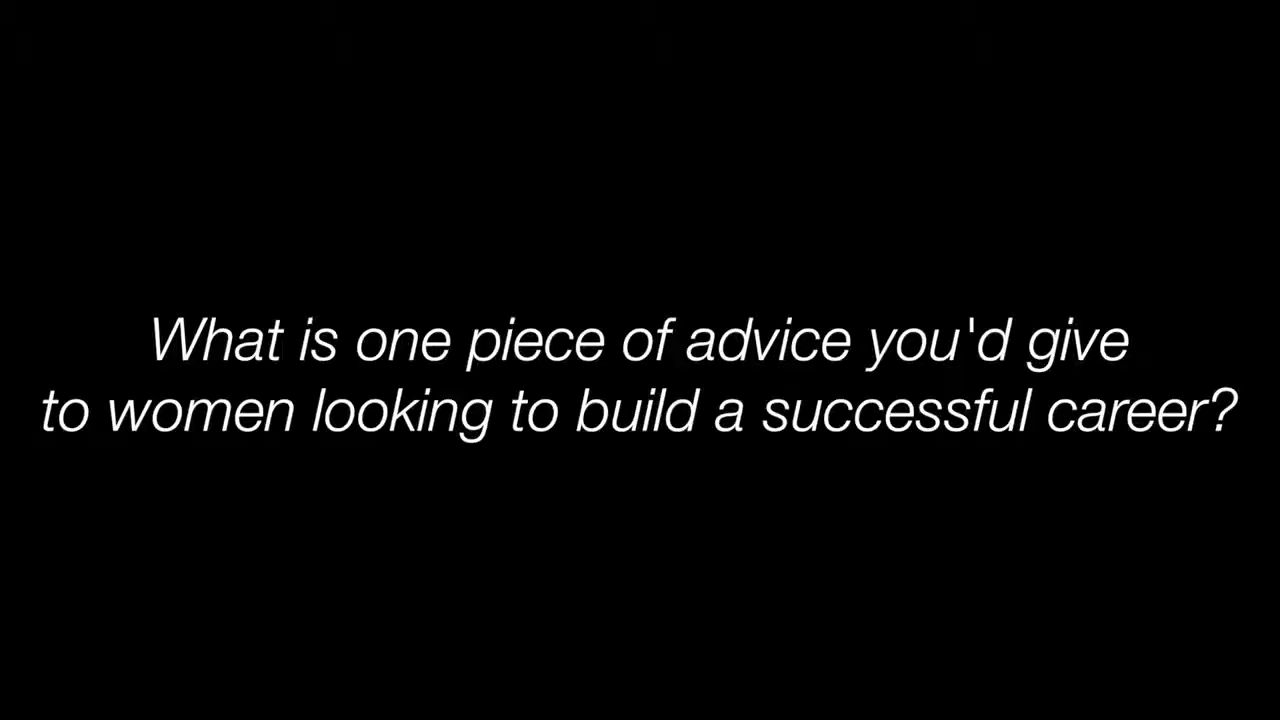 What is one piece of advice you'd give
to women looking to build a successful career?